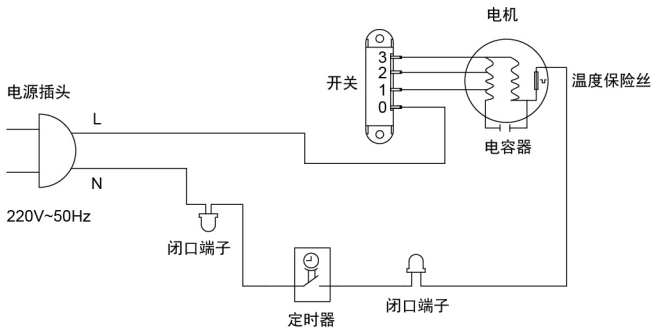 电机
开关
3
2
1
0
温度保险丝
电源插头
L
电容器
N
220V~50Hz
闭口端子
闭口端子
定时器